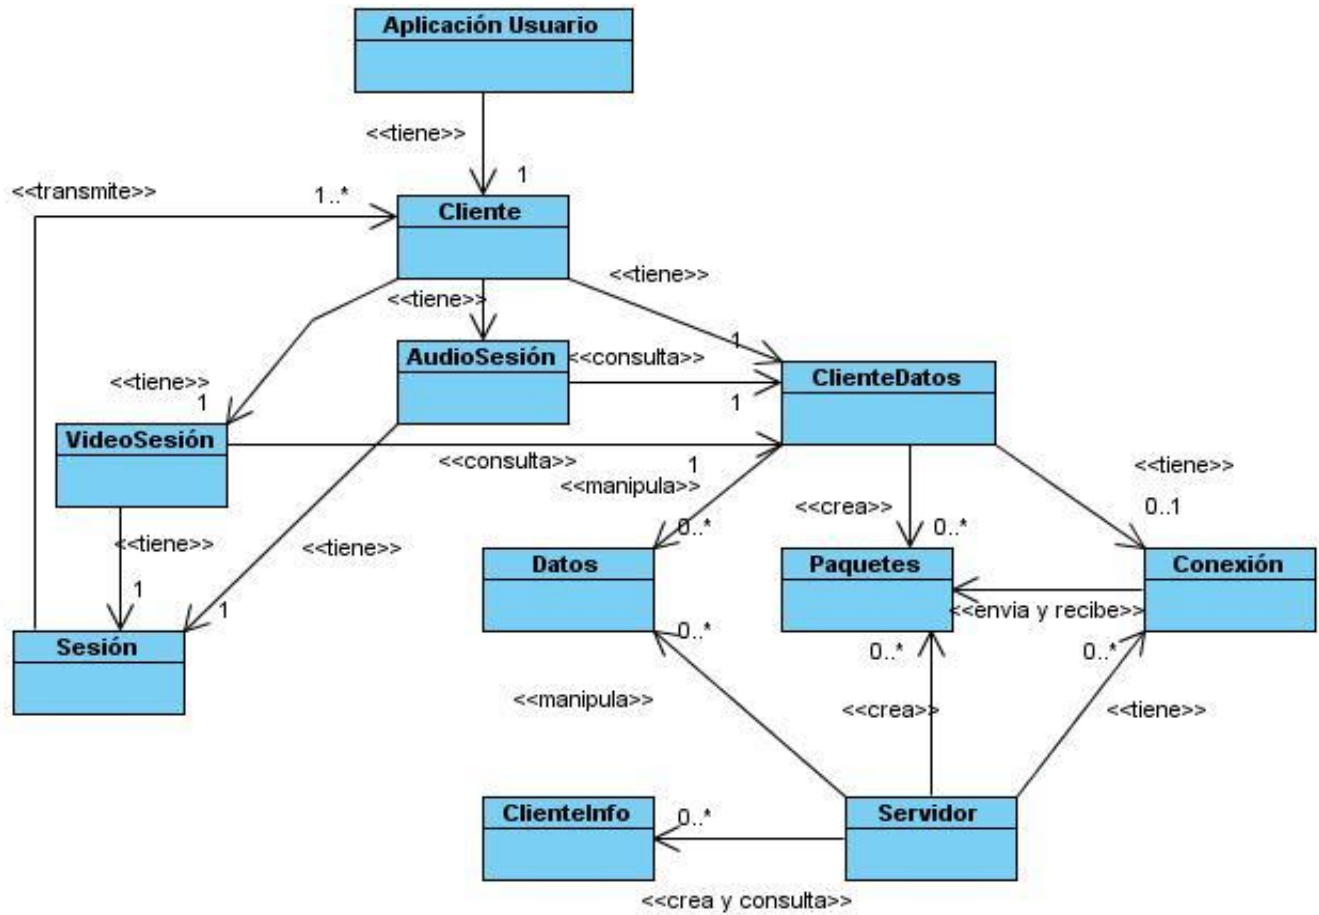 Aplicación Usuario
<<tiene>>
1
<<transmite>>
1..*
Cliente
<<tiene>>
<<tiene>>
1
AudioSesión
<<consulta>>
ClienteDatos
<<tiene>>
1
1
VideoSesión
<<consulta>>
1
<<tiene>>
<<manipula>>
<<crea>>
0..1
0..*
0..*
<<tiene>>
<<tiene>>
Datos
Paquetes
Conexión
1
1
<<envia y recibe>>
Sesión
0..*
0..*
0..*
<<manipula>>
<<crea>>
<<tiene>>
ClienteInfo
0..*
Servidor
<<crea y consulta>>